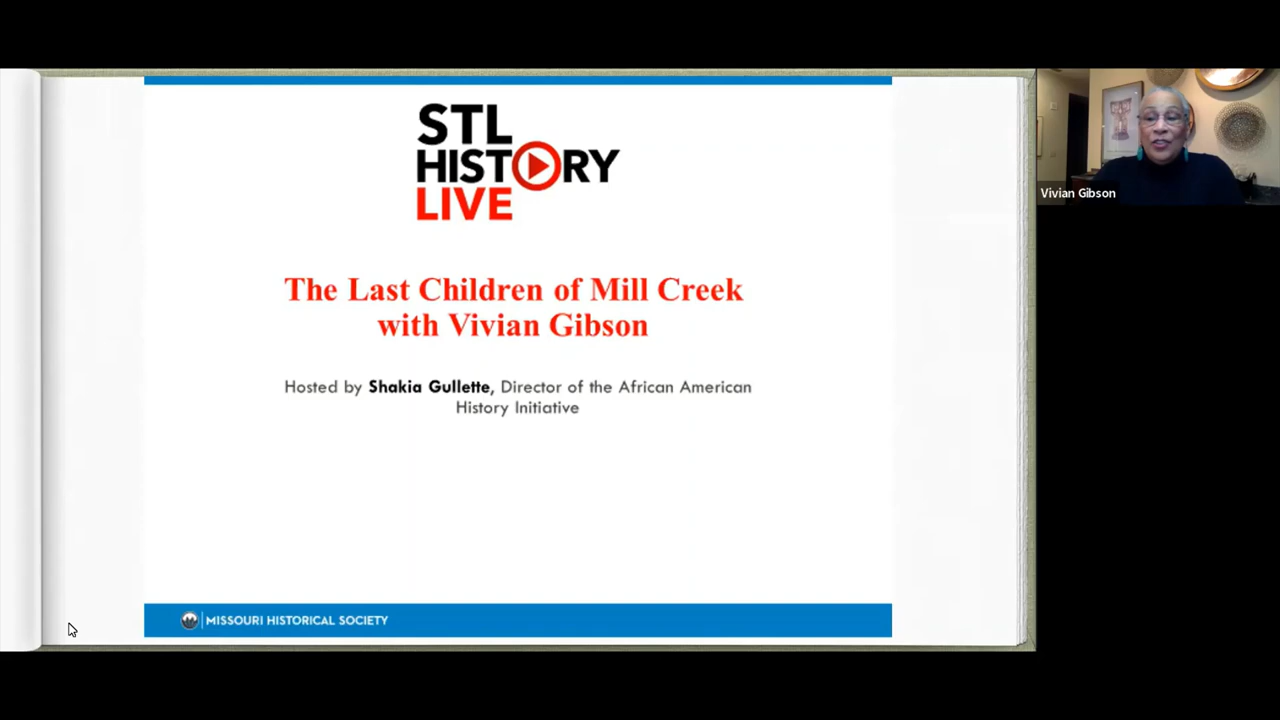 STL
HISTORY
LIVE
The Last Children of Mill Creek
with Vivian Gibson
Hosted by Shakia Gullette, Director of the African American
History Initiative
MISSOURI HISTORICAL SOCIETY
Vivian Gibson